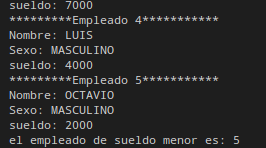 sueldo: 7000
*********Empleado 4***********
Nombre: LUIS
Sexo: MASCULINO
sueldo: 4000
*********Empleado 5***********
Nombre: OCTAVIO
Sexo: MASCULINO
sueldo: 2000
el empleado de sueldo menor es: 5